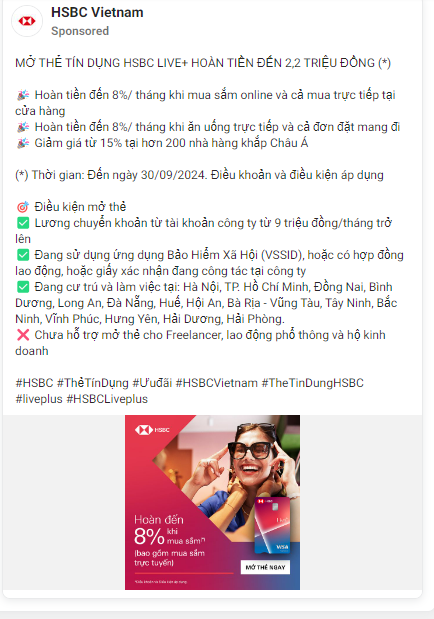 HSBC Vietnam
Sponsored
MỞ THẺ TÍN DỤNG HSBC LIVE+ HOÀN TIỀN ĐẾN 2,2 TRIỆU ĐỒNG (*)
🎉 Hoàn tiền đến 8%/ tháng khi mua sắm online và cả mua trực tiếp tại
cửa hàng
🎉 Hoàn tiền đến 8%/ tháng khi ăn uống trực tiếp và cả đơn đặt mang đi
🎉 Giảm giá từ 15% tại hơn 200 nhà hàng khắp Châu Á
(*) Thời gian: Đến ngày 30/09/2024. Điều khoản và điều kiện áp dụng
🎯 Điều kiện mở thẻ
✅ Lương chuyển khoản từ tài khoản công ty từ 9 triệu đồng/tháng trở
lên
✅ Đang sử dụng ứng dụng Bảo Hiểm Xã Hội (VSSID), hoặc có hợp đồng
lao động, hoặc giấy xác nhận đang công tác tại công ty
✅ Đang cư trú và làm việc tại: Hà Nội, TP. Hồ Chí Minh, Đồng Nai, Bình
Dương, Long An, Đà Nẵng, Huế, Hội An, Bà Rịa - Vũng Tàu, Tây Ninh, Bắc
Ninh, Vĩnh Phúc, Hưng Yên, Hải Dương, Hải Phòng.
❌ Chưa hỗ trợ mở thẻ cho Freelancer, lao động phổ thông và hộ kinh
doanh
#HSBC #ThẻTínDụng #Ưuđãi #HSBCVietnam #TheTinDungHSBC
#liveplus #HSBCLiveplus
HSBC
Hoàn đến
8% khi
mua sắm(*)
(bao gồm mua sắm
trực tuyến)
VISA
MỞ THẺ NGAY